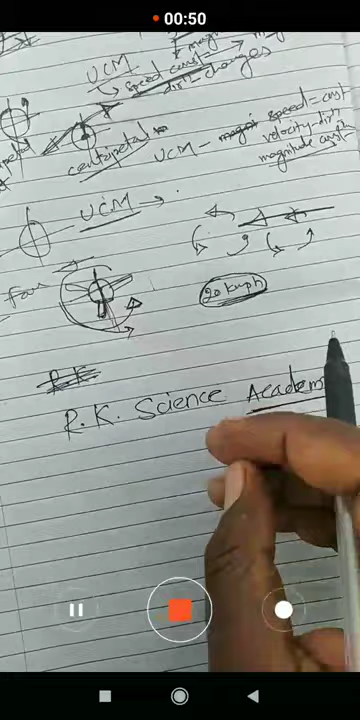 00:50
UCM
speed const →
dirn changes
centripetal
UCM - speed = const
velocity - dirn
magnitude const
UCM →
Fan
20 kmph
R.K. Science Academy